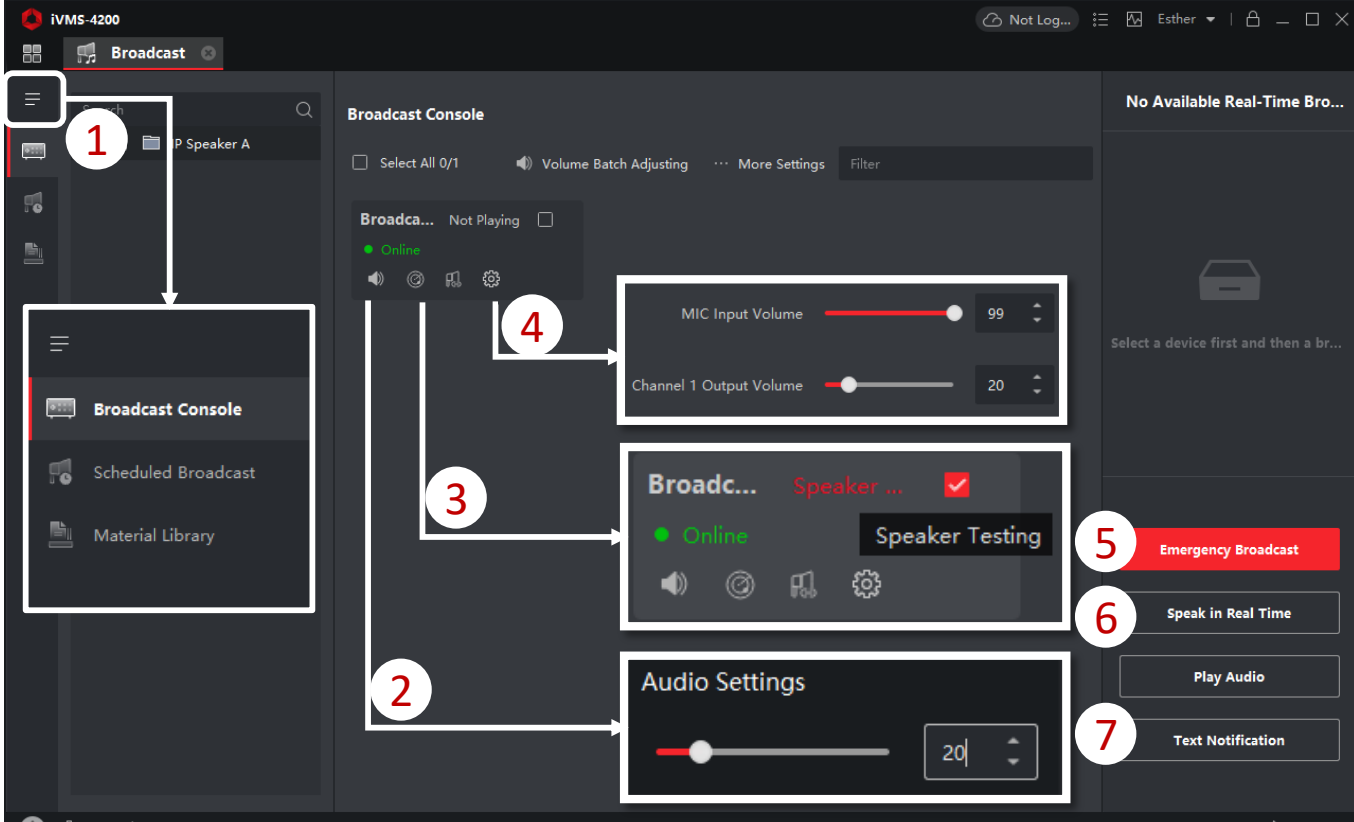 iVMS-4200
Not Log...
Esther
Broadcast
1
IP Speaker A
Broadcast Console
Select All 0/1
Volume Batch Adjusting
··· More Settings
Filter
Broadca... Not Playing
Online
4
MIC Input Volume 99
Channel 1 Output Volume 20
Broadcast Console
Scheduled Broadcast
Material Library
3
Broadc... Speaker ...
Online
Speaker Testing
2
Audio Settings
20
No Available Real-Time Bro...
Select a device first and then a br...
5
Emergency Broadcast
6
Speak in Real Time
Play Audio
7
Text Notification